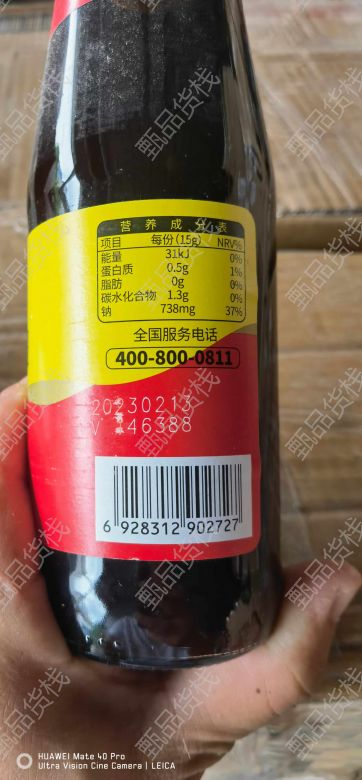 营养成分表
项目 每份(15g) NRV%
能量 31kJ 0%
蛋白质 0.5g 1%
脂肪 0g 0%
碳水化合物 1.3g 0%
钠 738mg 37%
全国服务电话
400-800-0811
20230213
46388
6 928312 902727
甄品货栈
HUAWEI Mate 40 Pro
Ultra Vision Cine Camera | LEICA